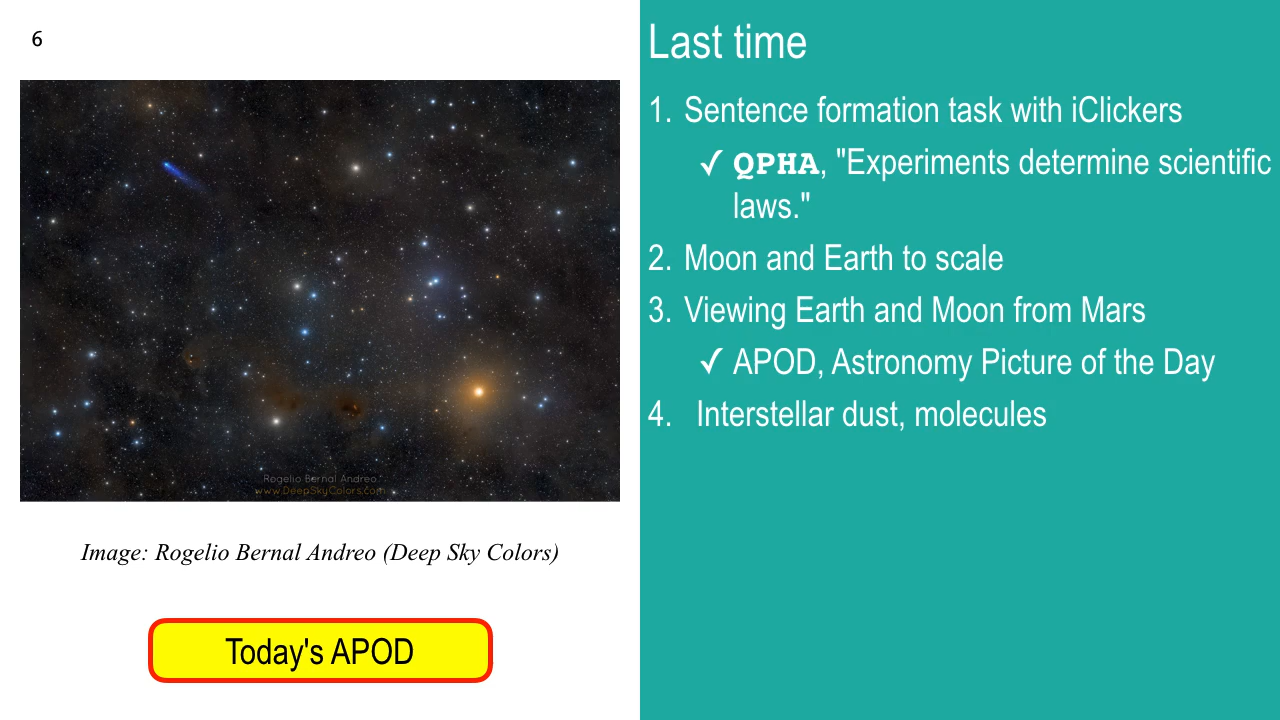 6
Rogelio Bernal Andreo
www.DeepSkyColors.com
Image: Rogelio Bernal Andreo (Deep Sky Colors)
Today's APOD
Last time
1. Sentence formation task with iClickers
✓ QPHA, "Experiments determine scientific
laws."
2. Moon and Earth to scale
3. Viewing Earth and Moon from Mars
✓ APOD, Astronomy Picture of the Day
4. Interstellar dust, molecules